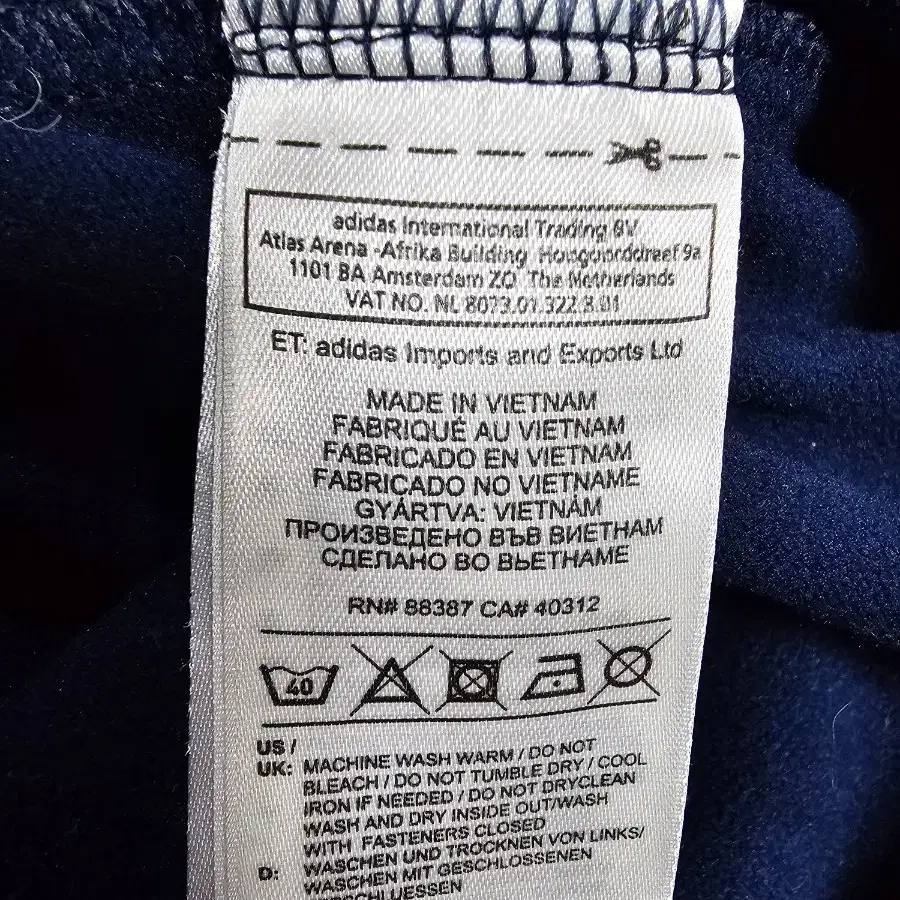 adidas International Trading BV
Atlas Arena -Afrika Building Hoogoorddreef 9a
1101 BA Amsterdam ZO The Netherlands
VAT NO. NL 8073.01.322.B.01
ET: adidas Imports and Exports Ltd
MADE IN VIETNAM
FABRIQUÉ AU VIETNAM
FABRICADO EN VIETNAM
FABRICADO NO VIETNAME
GYÁRTVA: VIETNÁM
ПРОИЗВЕДЕНО ВЪВ ВИЕТНАМ
СДЕЛАНО ВО ВЬЕТНАМЕ
RN# 88387 CA# 40312
40
US /
UK: MACHINE WASH WARM / DO NOT
BLEACH / DO NOT TUMBLE DRY / COOL
IRON IF NEEDED / DO NOT DRYCLEAN
WASH AND DRY INSIDE OUT/WASH
WITH FASTENERS CLOSED
D: WASCHEN UND TROCKNEN VON LINKS/
WASCHEN MIT GESCHLOSSENEN